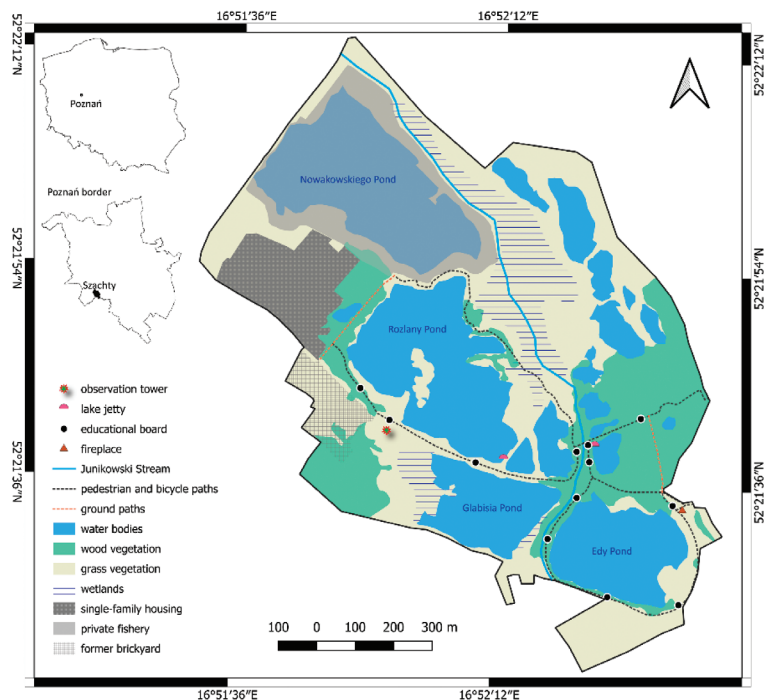 16°51'36"E
16°52'12"E
52°22'12"N
52°22'12"N
Poznań
Poznań border
Szachty
Nowakowskiego Pond
52°21'54"N
52°21'54"N
Rozlany Pond
observation tower
lake jetty
educational board
fireplace
Junikowski Stream
pedestrian and bicycle paths
ground paths
water bodies
wood vegetation
grass vegetation
wetlands
single-family housing
private fishery
former brickyard
52°21'36"N
52°21'36"N
Glabisia Pond
Edy Pond
100 0 100 200 300 m
16°51'36"E
16°52'12"E